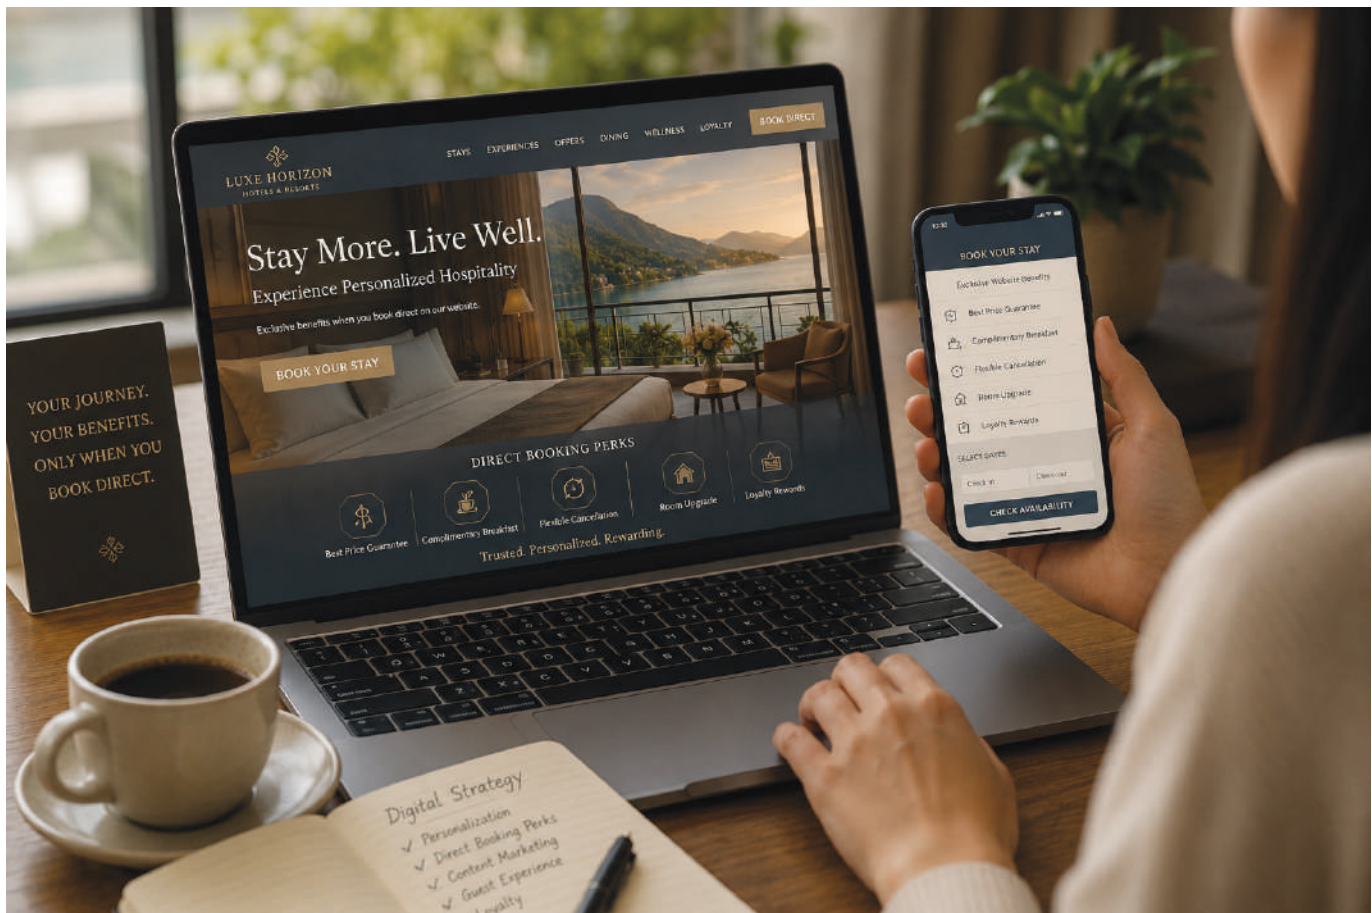 LUXE HORIZON
HOTELS & RESORTS
STAYS EXPERIENCES OFFERS DINING WELLNESS LOYALTY BOOK DIRECT
Stay More. Live Well.
Experience Personalized Hospitality
Exclusive benefits when you book direct on our website.
BOOK YOUR STAY
DIRECT BOOKING PERKS
Best Price Guarantee Complimentary Breakfast Flexible Cancellation Room Upgrade Loyalty Rewards
Trusted. Personalized. Rewarding.
YOUR JOURNEY.
YOUR BENEFITS.
ONLY WHEN YOU
BOOK DIRECT.
10:10
BOOK YOUR STAY
Exclusive Website Benefits
Best Price Guarantee
Complimentary Breakfast
Flexible Cancellation
Room Upgrade
Loyalty Rewards
SELECT DATES
Check in Check out
CHECK AVAILABILITY
Digital Strategy
✓ Personalization
✓ Direct Booking Perks
✓ Content Marketing
✓ Guest Experience
Loyalty